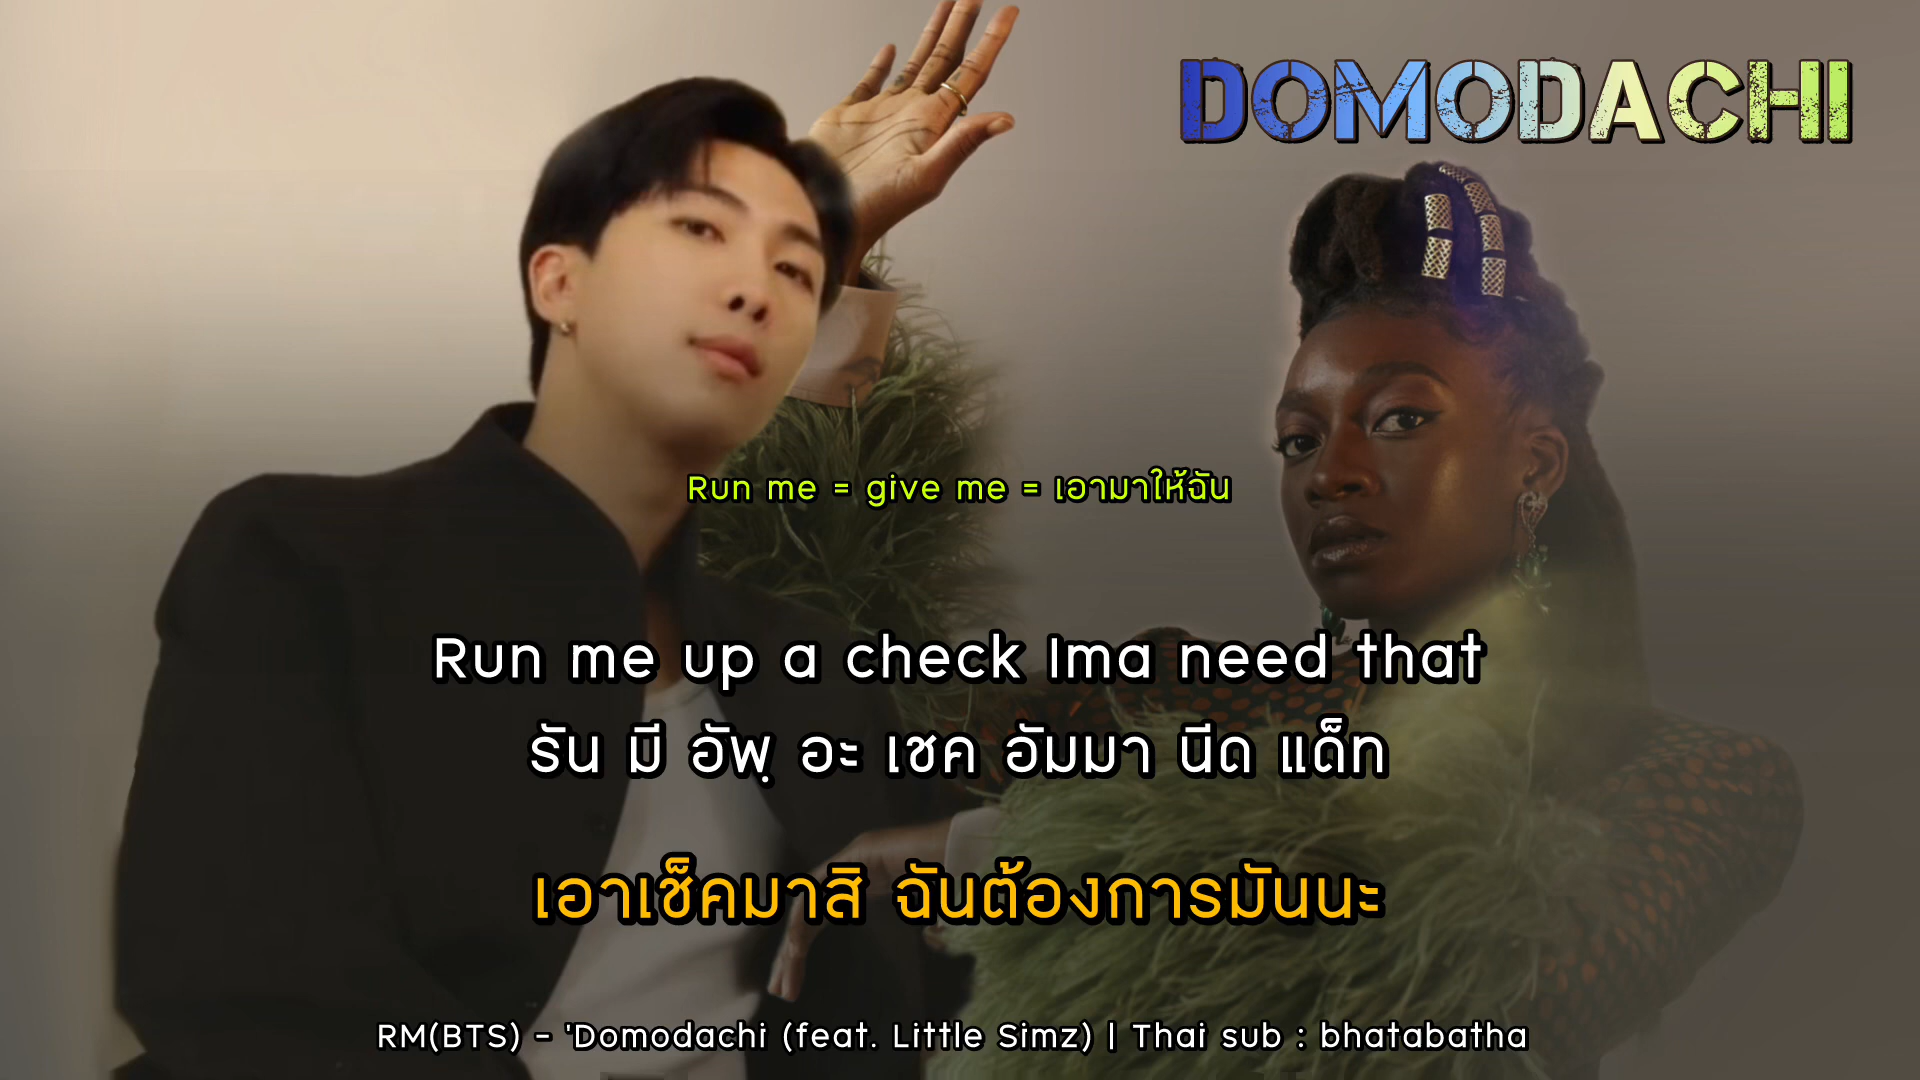 DOMODACHI
Run me = give me = เอามาให้ฉัน
Run me up a check Ima need that
รัน มี อัพฺ อะ เชค อัมมา นีด แด็ท
เอาเช็คมาสิ ฉันต้องการมันนะ
RM(BTS) - 'Domodachi (feat. Little Simz) | Thai sub : bhatabatha